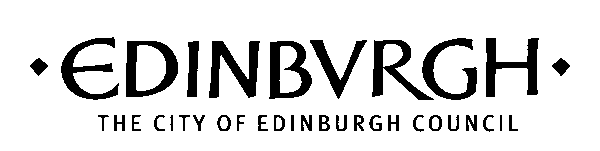 ·EDINBVRGH·
THE CITY OF EDINBURGH COUNCIL